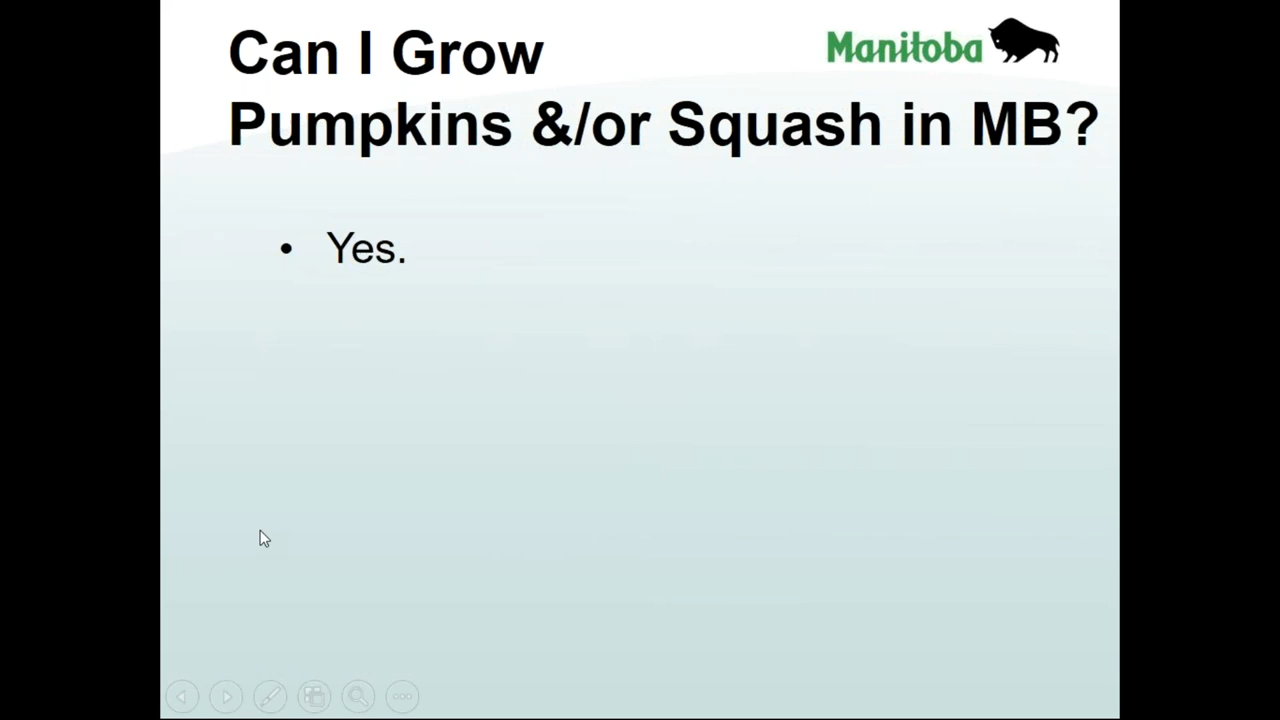 Can I Grow
Manitoba
Pumpkins &/or Squash in MB?
• Yes.